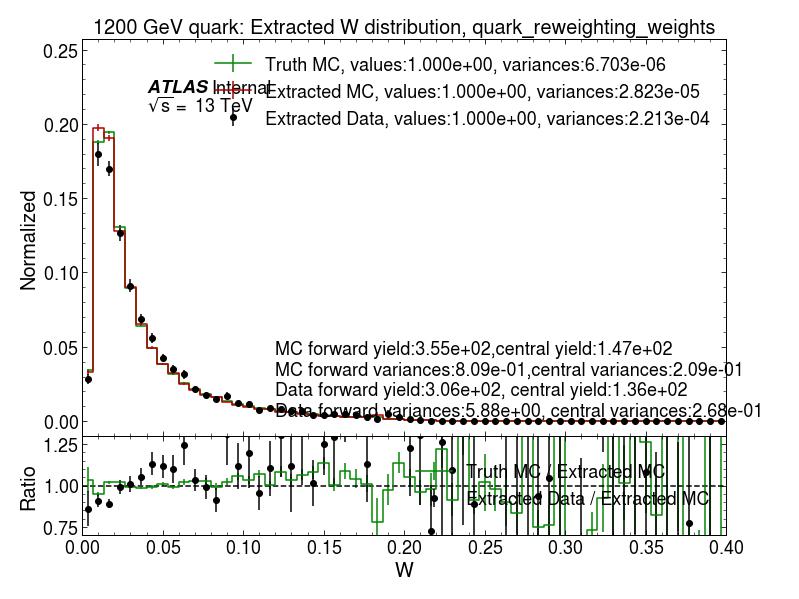 1200 GeV quark: Extracted W distribution, quark_reweighting_weights
Truth MC, values:1.000e+00, variances:6.703e-06
ATLAS Internal
Extracted MC, values:1.000e+00, variances:2.823e-05
√s = 13 TeV
Extracted Data, values:1.000e+00, variances:2.213e-04
0.25
0.20
0.15
0.10
0.05
0.00
Normalized
MC forward yield:3.55e+02,central yield:1.47e+02
MC forward variances:8.09e-01,central variances:2.09e-01
Data forward yield:3.06e+02, central yield:1.36e+02
Data forward variances:5.88e+00, central variances:2.68e-01
1.25
1.00
0.75
Ratio
Truth MC / Extracted MC
Extracted Data / Extracted MC
0.00 0.05 0.10 0.15 0.20 0.25 0.30 0.35 0.40
W